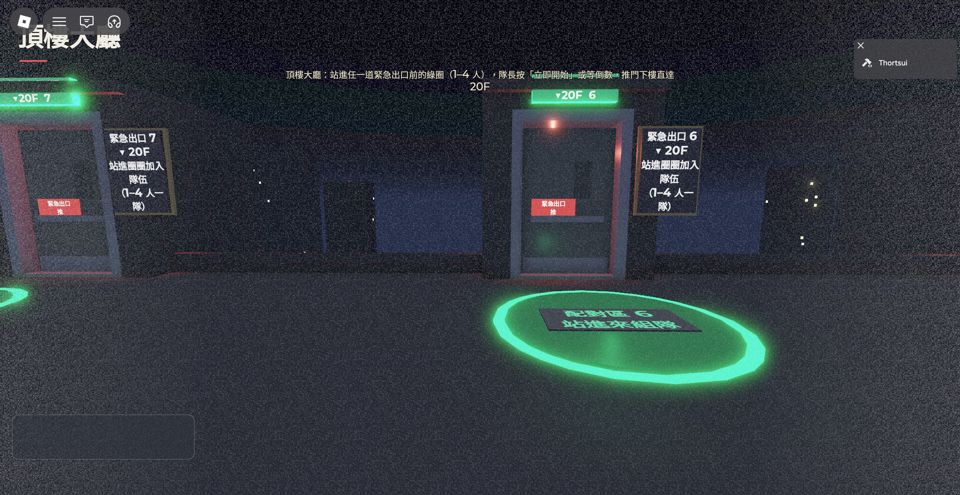 頂樓大廳
頂樓大廳：站進任一道緊急出口前的綠圈（1–4 人），隊長按「立即開始」或等倒數，推門下樓直達
20F
Thortsui
▼20F 7
緊急出口 7
▼ 20F
站進圈圈加入
隊伍
（1–4 人一
隊）
緊急出口
推
▼20F 6
緊急出口 6
▼ 20F
站進圈圈加入
隊伍
（1–4 人一
隊）
緊急出口
推
配對區 6
站進來組隊